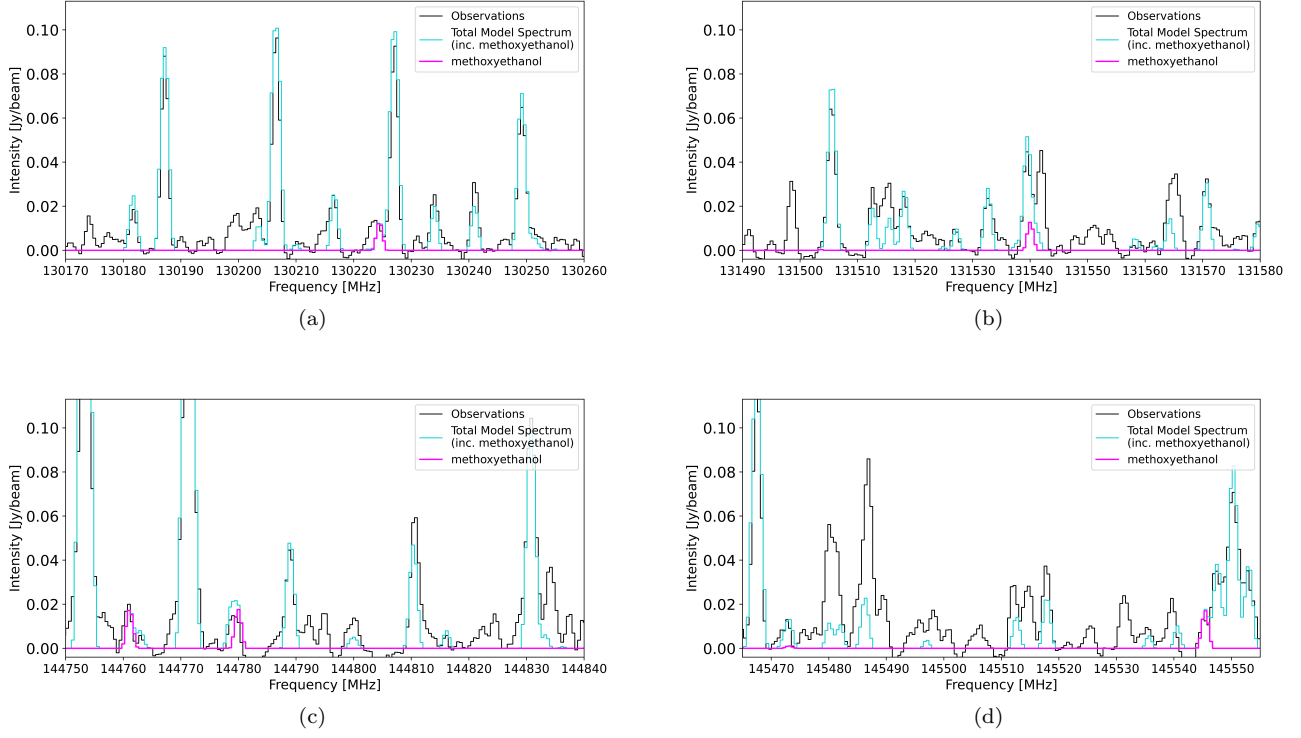 0.10
0.08
0.06
0.04
0.02
0.00
Intensity [Jy/beam]
Observations
Total Model Spectrum
(inc. methoxyethanol)
methoxyethanol
130170 130180 130190 130200 130210 130220 130230 130240 130250 130260
Frequency [MHz]
(a)
0.10
0.08
0.06
0.04
0.02
0.00
Intensity [Jy/beam]
Observations
Total Model Spectrum
(inc. methoxyethanol)
methoxyethanol
131490 131500 131510 131520 131530 131540 131550 131560 131570 131580
Frequency [MHz]
(b)
0.10
0.08
0.06
0.04
0.02
0.00
Intensity [Jy/beam]
Observations
Total Model Spectrum
(inc. methoxyethanol)
methoxyethanol
144750 144760 144770 144780 144790 144800 144810 144820 144830 144840
Frequency [MHz]
(c)
0.10
0.08
0.06
0.04
0.02
0.00
Intensity [Jy/beam]
Observations
Total Model Spectrum
(inc. methoxyethanol)
methoxyethanol
145470 145480 145490 145500 145510 145520 145530 145540 145550
Frequency [MHz]
(d)